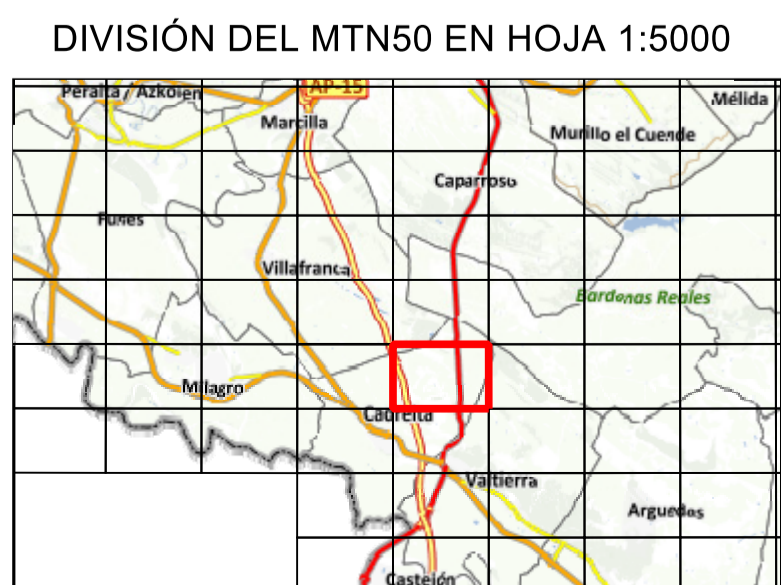 DIVISIÓN DEL MTN50 EN HOJA 1:5000
AP-15
Peralta / Azkoien
Mélida
Marcilla
Murillo el Cuende
Caparroso
Funes
Villafranca
Bardenas Reales
Milagro
Cadreita
Valtierra
Arguedas
Castejón